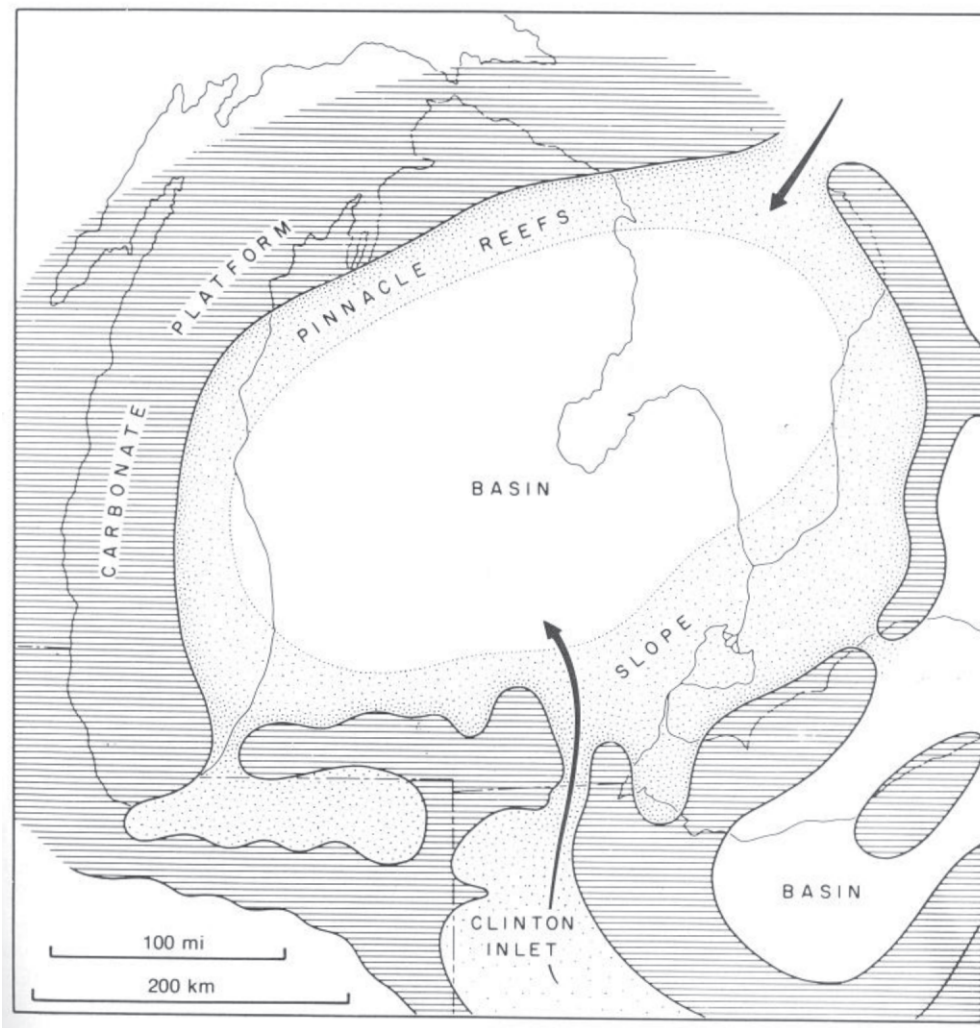 PINNACLE REEFS
PLATFORM
CARBONATE
BASIN
SLOPE
BASIN
CLINTON
INLET
100 mi
200 km